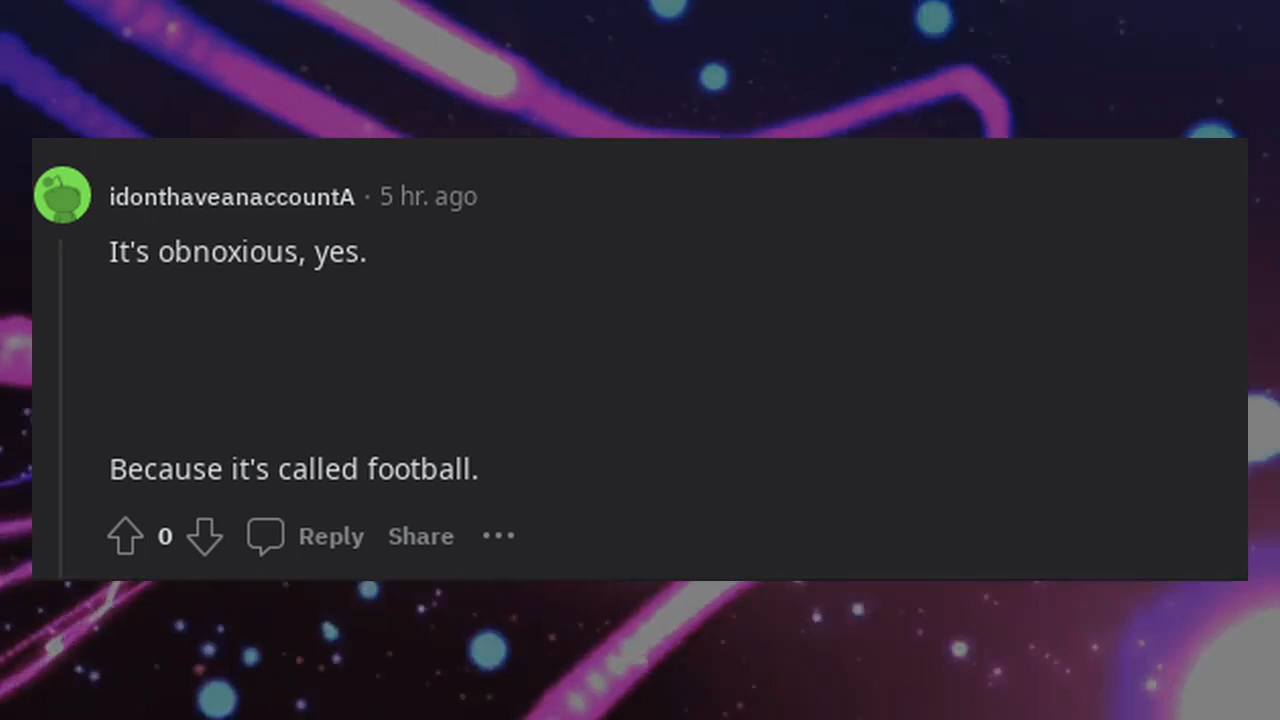 idonthaveanaccountA · 5 hr. ago
It's obnoxious, yes.
Because it's called football.
0 Reply Share ···